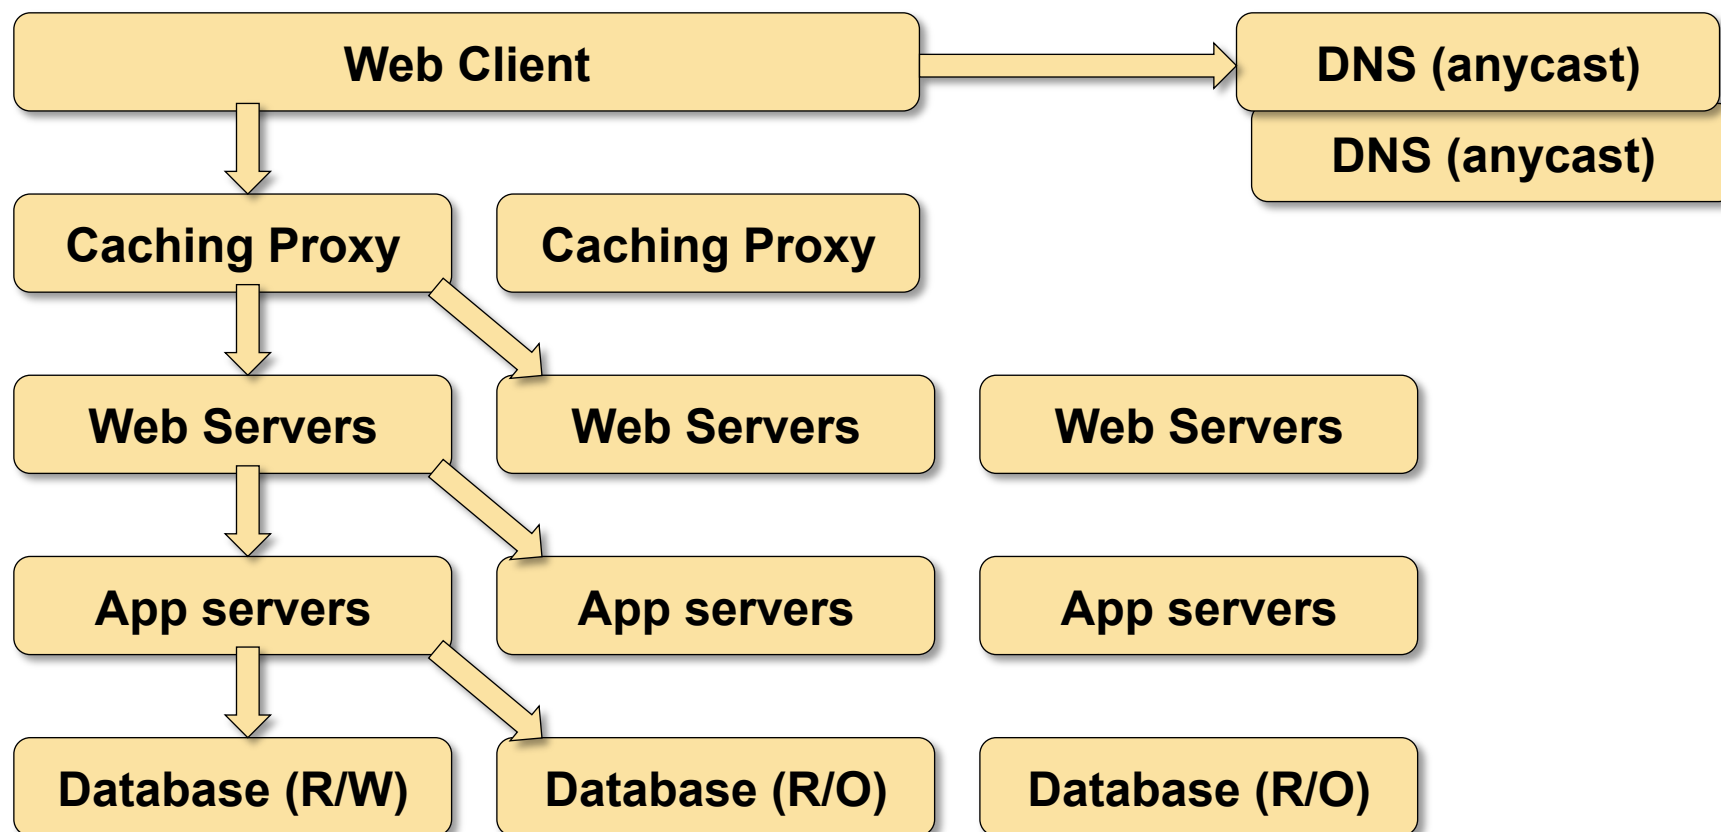 Web Client
DNS (anycast)
DNS (anycast)
Caching Proxy
Caching Proxy
Web Servers
Web Servers
Web Servers
App servers
App servers
App servers
Database (R/W)
Database (R/O)
Database (R/O)